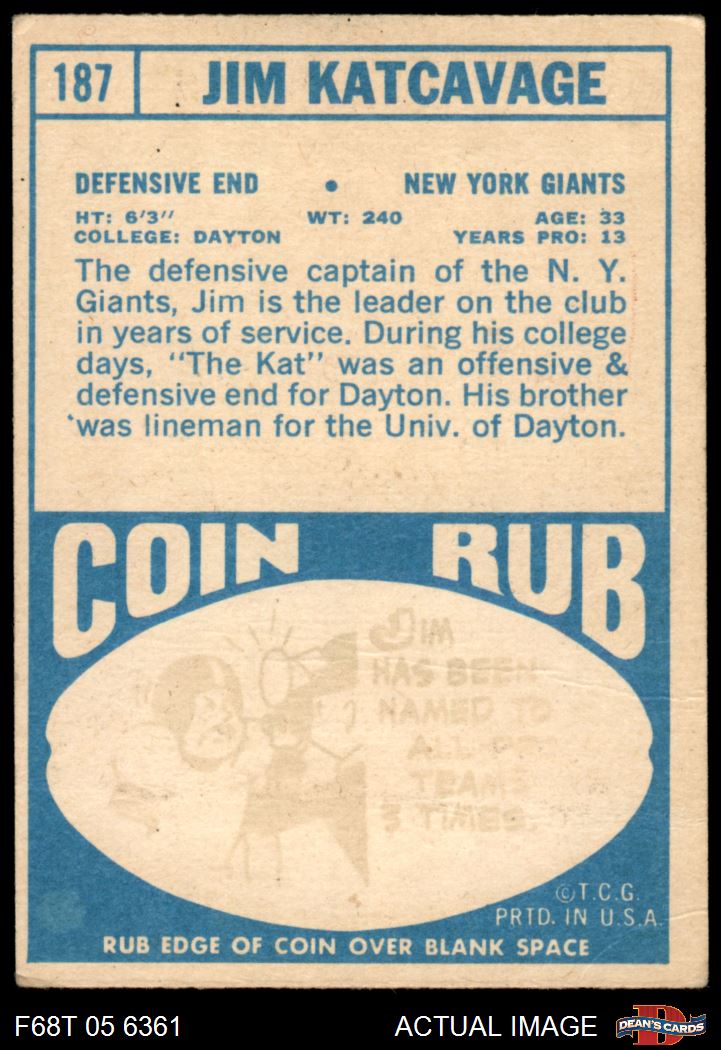 187 JIM KATCAVAGE
DEFENSIVE END • NEW YORK GIANTS
HT: 6'3" WT: 240 AGE: 33
COLLEGE: DAYTON YEARS PRO: 13
The defensive captain of the N. Y.
Giants, Jim is the leader on the club
in years of service. During his college
days, "The Kat" was an offensive &
defensive end for Dayton. His brother
was lineman for the Univ. of Dayton.
COIN RUB
JIM
HAS BEEN
NAMED TO
TEAMS
3 TIMES.
©T.C.G.
PRTD. IN U.S.A.
RUB EDGE OF COIN OVER BLANK SPACE
F68T 05 6361 ACTUAL IMAGE DEAN'S CARDS